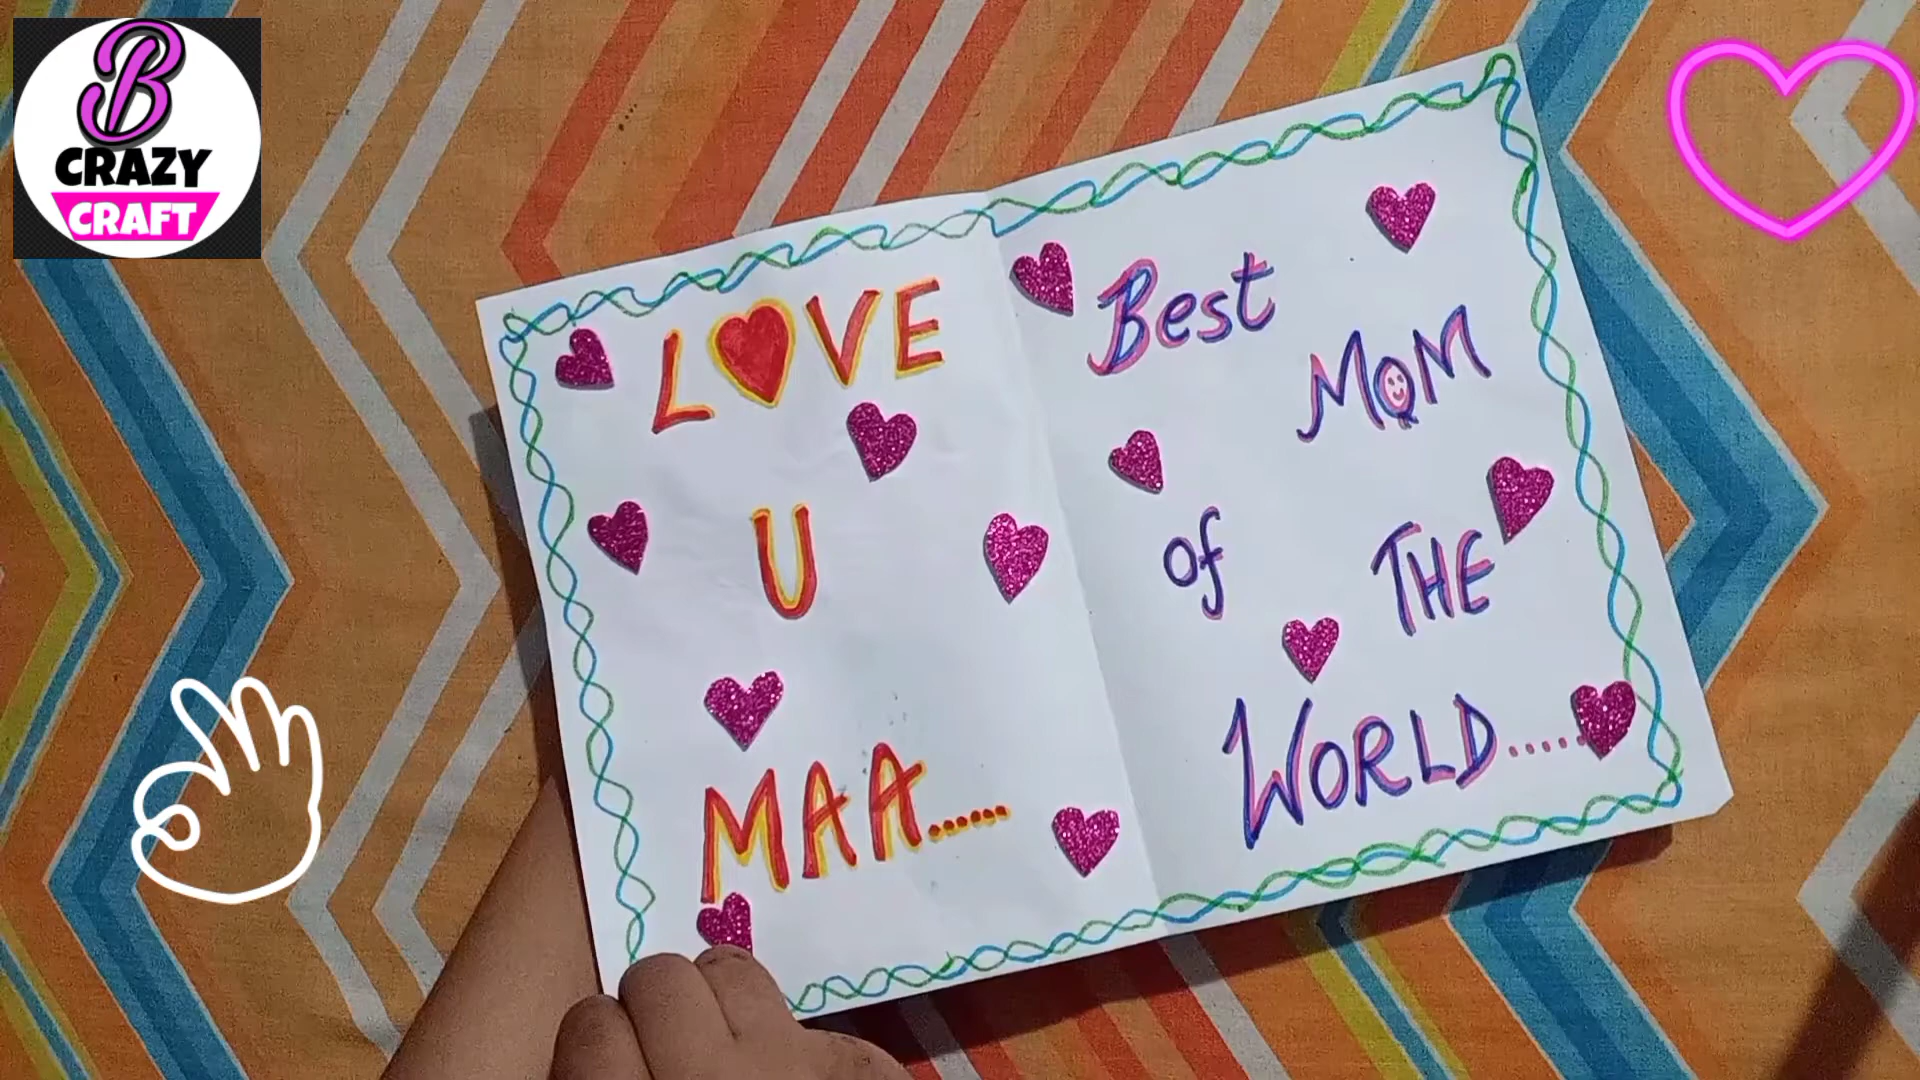 B
CRAZY
CRAFT
LOVE
U
MAA......
Best
MOM
of THE
WORLD.....